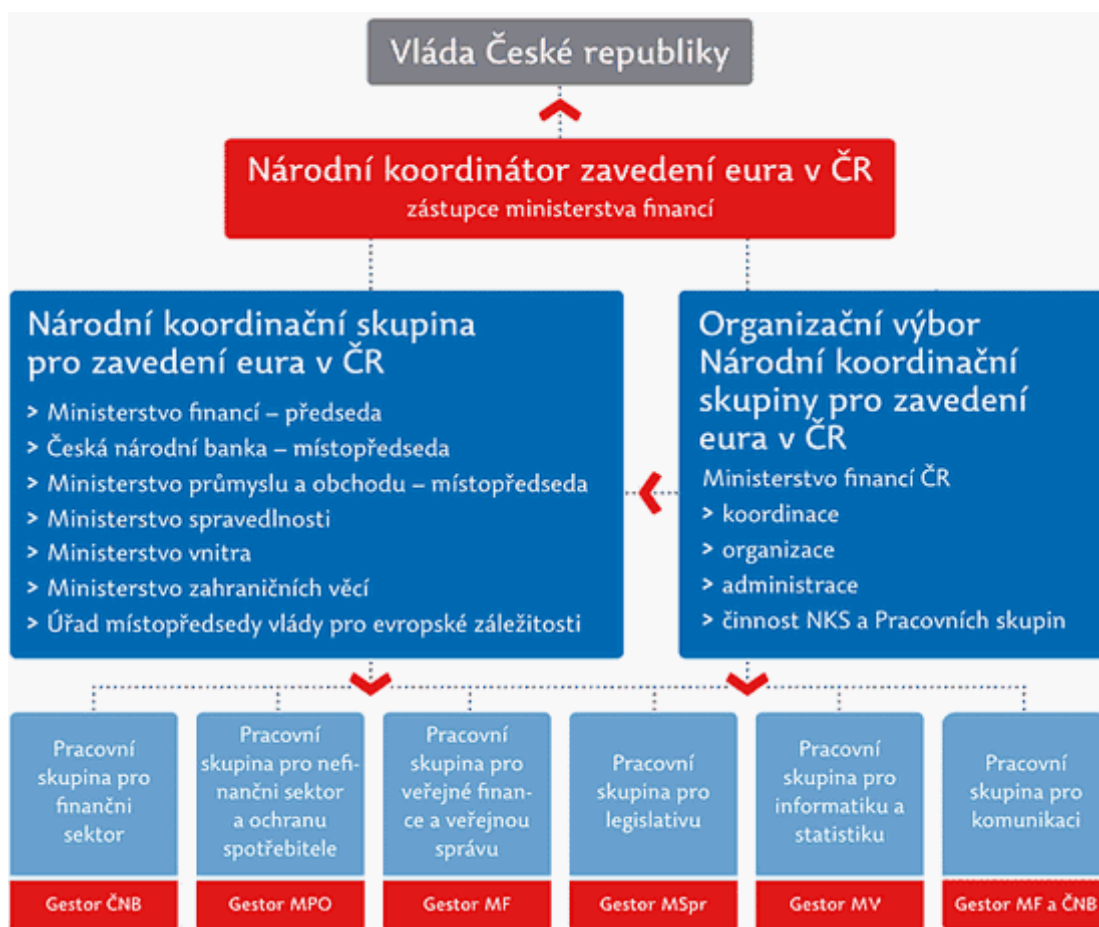 Vláda České republiky
Národní koordinátor zavedení eura v ČR
zástupce ministerstva financí
Národní koordinační skupina
pro zavedení eura v ČR
> Ministerstvo financí – předseda
> Česká národní banka – místopředseda
> Ministerstvo průmyslu a obchodu – místopředseda
> Ministerstvo spravedlnosti
> Ministerstvo vnitra
> Ministerstvo zahraničních věcí
> Úřad místopředsedy vlády pro evropské záležitosti
Organizační výbor
Národní koordinační
skupiny pro zavedení
eura v ČR
Ministerstvo financí ČR
> koordinace
> organizace
> administrace
> činnost NKS a Pracovních skupin
Pracovní
skupina pro
finančni
sektor
Gestor ČNB
Pracovní
skupina pro nefi-
nančni sektor
a ochranu
spotřebitele
Gestor MPO
Pracovní
skupina pro
veřejné finan-
ce a veřejnou
správu
Gestor MF
Pracovní
skupina pro
legislativu
Gestor MSpr
Pracovní
skupina pro
informatiku a
statistiku
Gestor MV
Pracovní
skupina pro
komunikaci
Gestor MF a ČNB